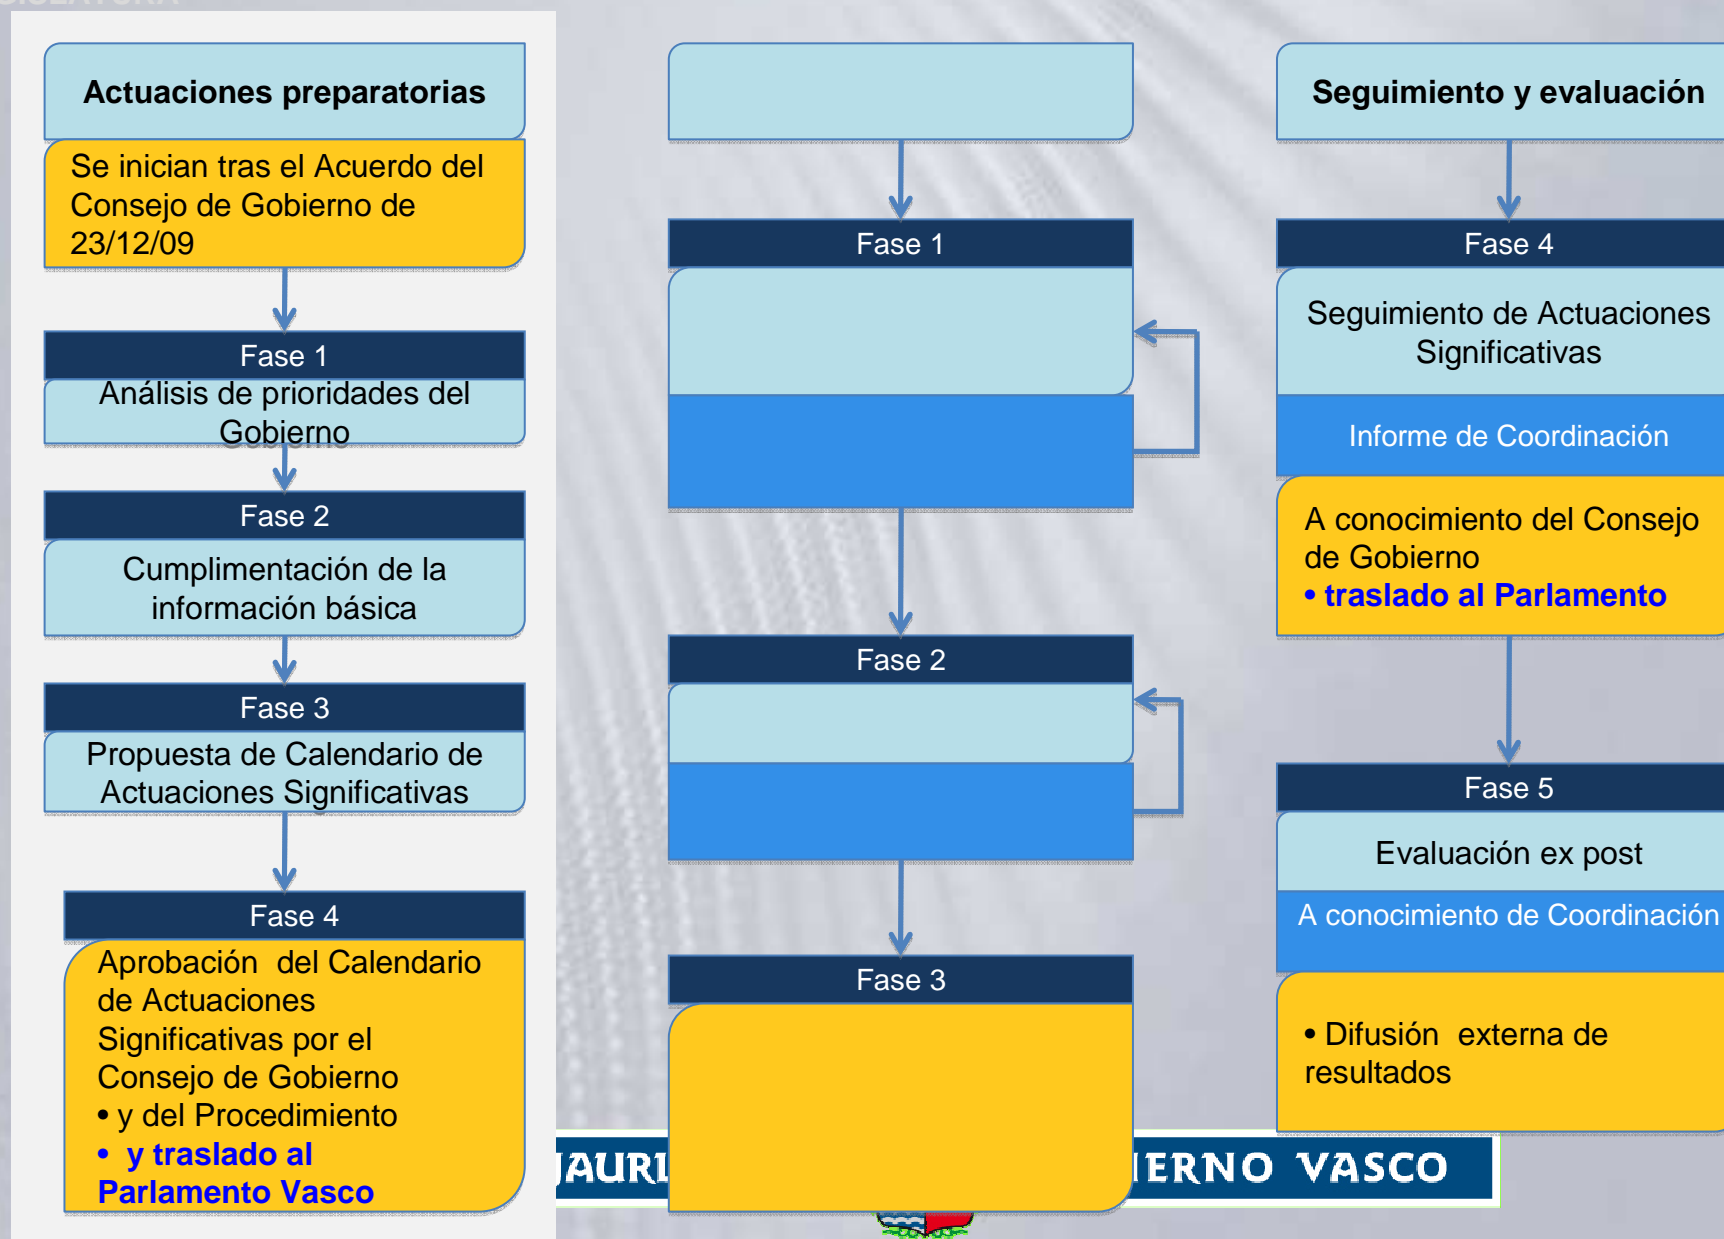 Actuaciones preparatorias
Se inician tras el Acuerdo del
Consejo de Gobierno de
23/12/09
Fase 1
Análisis de prioridades del
Gobierno
Fase 2
Cumplimentación de la
información básica
Fase 3
Propuesta de Calendario de
Actuaciones Significativas
Fase 4
Aprobación del Calendario
de Actuaciones
Significativas por el
Consejo de Gobierno
• y del Procedimiento
• y traslado al
Parlamento Vasco
Fase 1
Fase 2
Fase 3
Seguimiento y evaluación
Fase 4
Seguimiento de Actuaciones
Significativas
Informe de Coordinación
A conocimiento del Consejo
de Gobierno
• traslado al Parlamento
Fase 5
Evaluación ex post
A conocimiento de Coordinación
• Difusión externa de
resultados
JAURL IERNO VASCO